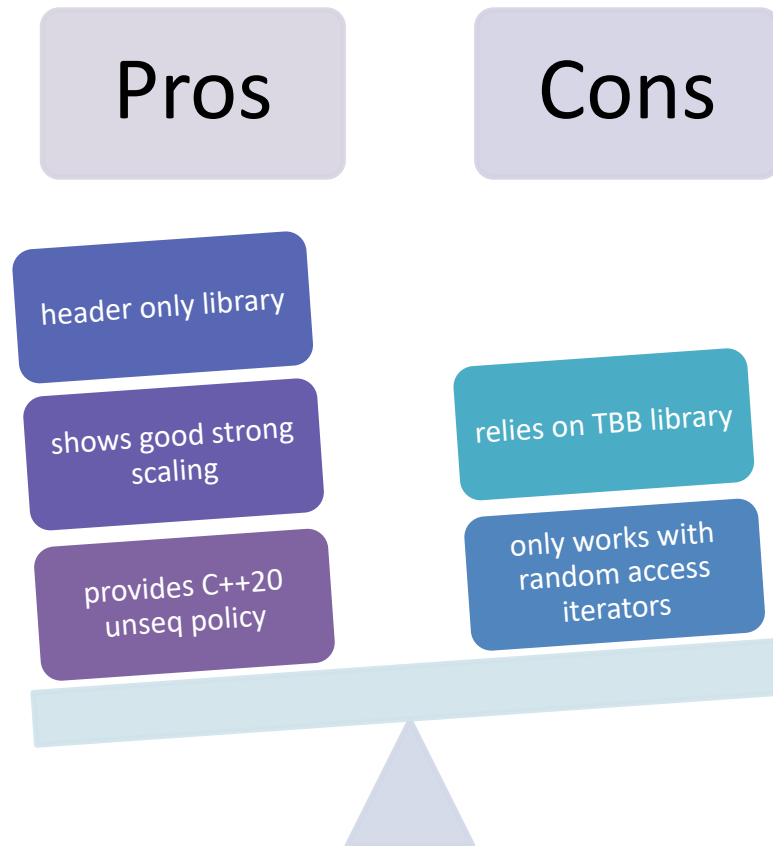 Pros
Cons
header only library
shows good strong
scaling
provides C++20
unseq policy
relies on TBB library
only works with
random access
iterators